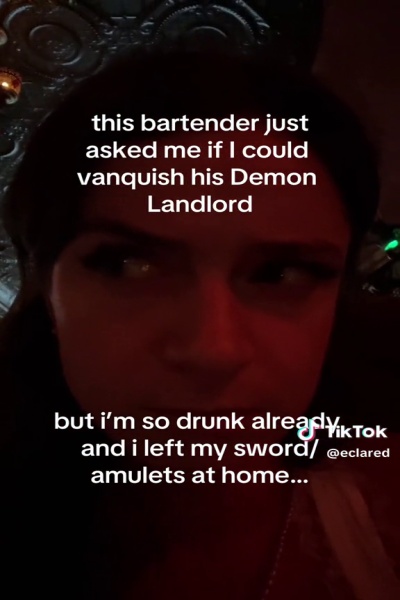 this bartender just
asked me if I could
vanquish his Demon
Landlord
but i'm so drunk already
and i left my sword/
amulets at home...
TikTok
@eclared